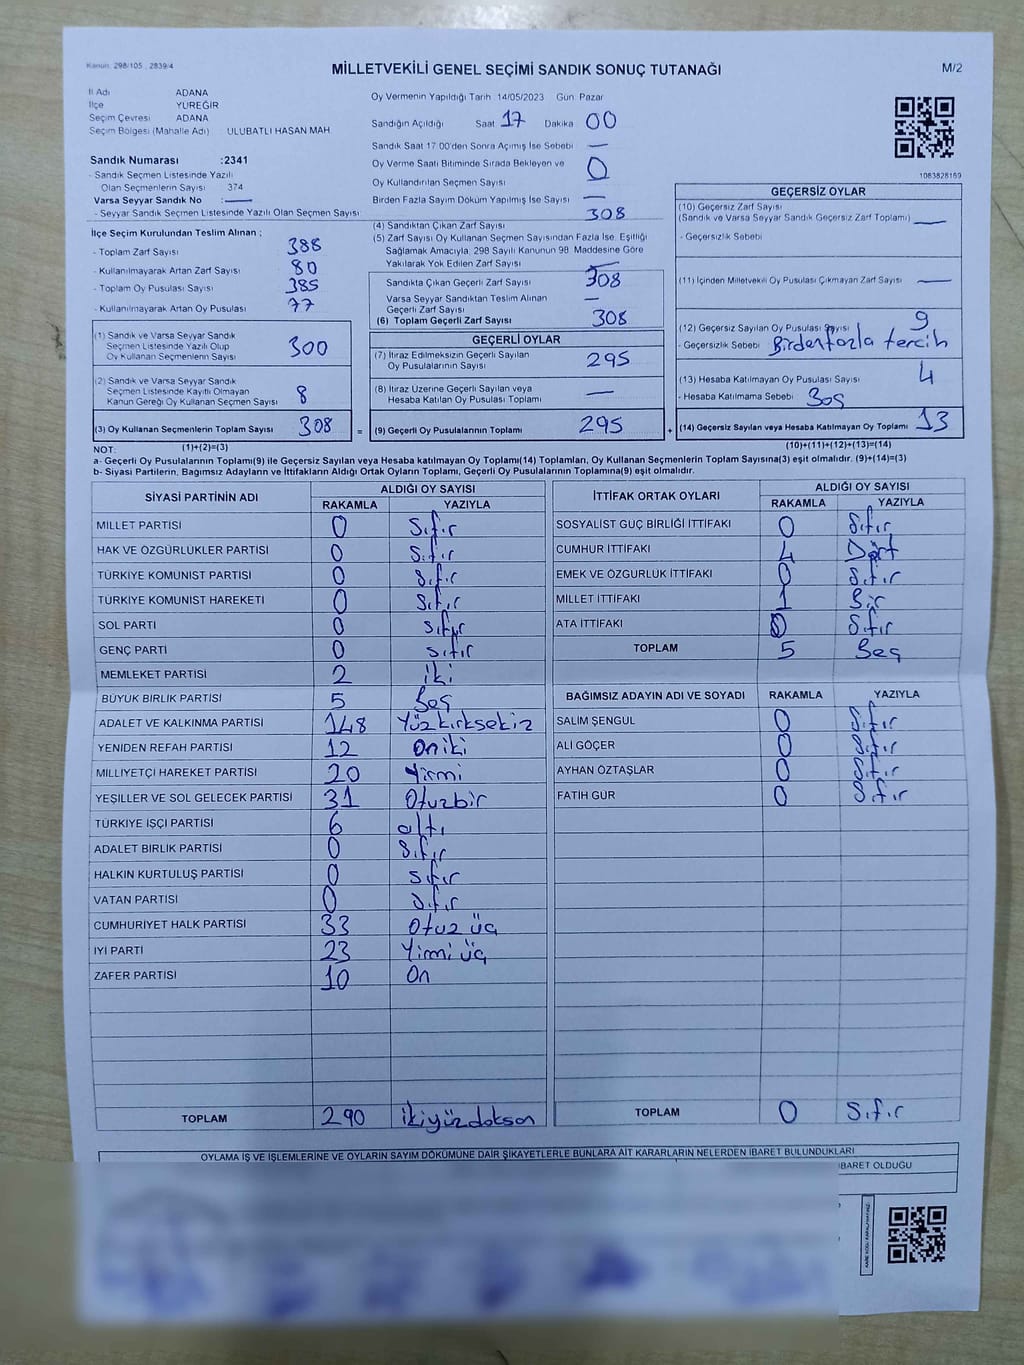 Kanun: 298/105, 2839/4
MİLLETVEKİLİ GENEL SEÇİMİ SANDIK SONUÇ TUTANAĞI
M/2
İl Adı ADANA
İlçe YÜREĞİR
Seçim Çevresi ADANA
Seçim Bölgesi (Mahalle Adı) ULUBATLI HASAN MAH.
Oy Vermenin Yapıldığı Tarih 14/05/2023 Gün Pazar
Sandığın Açıldığı Saat 17 Dakika 00
Sandık Saat 17:00'den Sonra Açımış İse Sebebi —
Oy Verme Saati Bitiminde Sırada Bekleyen ve
Oy Kullandırılan Seçmen Sayısı 0
Birden Fazla Sayım Döküm Yapılmış İse Sayısı —
1083828169
Sandık Numarası :2341
- Sandık Seçmen Listesinde Yazılı
Olan Seçmenlerin Sayısı 374
Varsa Seyyar Sandık No :—
- Seyyar Sandık Seçmen Listesinde Yazılı Olan Seçmen Sayısı
İlçe Seçim Kurulundan Teslim Alınan ;
- Toplam Zarf Sayısı 388
- Kullanılmayarak Artan Zarf Sayısı 80
- Toplam Oy Pusulası Sayısı 385
- Kullanılmayarak Artan Oy Pusulası 77
(1) Sandık ve Varsa Seyyar Sandık
Seçmen Listesinde Yazılı Olup
Oy Kullanan Seçmenlerin Sayısı 300
(2) Sandık ve Varsa Seyyar Sandık
Seçmen Listesinde Kayıtlı Olmayan
Kanun Gereği Oy Kullanan Seçmen Sayısı 8
(3) Oy Kullanan Seçmenlerin Toplam Sayısı 308 =
(4) Sandıktan Çıkan Zarf Sayısı 308
(5) Zarf Sayısı Oy Kullanan Seçmen Sayısından Fazla İse, Eşitliği
Sağlamak Amacıyla, 298 Sayılı Kanunun 98. Maddesine Göre
Yakılarak Yok Edilen Zarf Sayısı —
Sandıkta Çıkan Geçerli Zarf Sayısı 308
Varsa Seyyar Sandıktan Teslim Alınan
Geçerli Zarf Sayısı —
(6) Toplam Geçerli Zarf Sayısı 308
GEÇERLİ OYLAR
(7) İtiraz Edilmeksizin Geçerli Sayılan
Oy Pusulalarının Sayısı 295
(8) İtiraz Üzerine Geçerli Sayılan veya
Hesaba Katılan Oy Pusulası Toplamı —
(9) Geçerli Oy Pusulalarının Toplamı 295 +
GEÇERSİZ OYLAR
(10) Geçersiz Zarf Sayısı
(Sandık ve Varsa Seyyar Sandık Geçersiz Zarf Toplamı) —
- Geçersizlik Sebebi
(11) İçinden Milletvekili Oy Pusulası Çıkmayan Zarf Sayısı —
(12) Geçersiz Sayılan Oy Pusulası Sayısı 9
- Geçersizlik Sebebi Birden fazla tercih
(13) Hesaba Katılmayan Oy Pusulası Sayısı 4
- Hesaba Katılmama Sebebi Boş
(14) Geçersiz Sayılan veya Hesaba Katılmayan Oy Toplamı 13
NOT: (1)+(2)=(3) (10)+(11)+(12)+(13)=(14)
a- Geçerli Oy Pusulalarının Toplamı(9) ile Geçersiz Sayılan veya Hesaba Katılmayan Oy Toplamı(14) Toplamları, Oy Kullanan Seçmenlerin Toplam Sayısına(3) eşit olmalıdır. (9)+(14)=(3)
b- Siyasi Partilerin, Bağımsız Adayların ve İttifakların Aldığı Ortak Oyların Toplamı, Geçerli Oy Pusulalarının Toplamına(9) eşit olmalıdır.
SİYASİ PARTİNİN ADI ALDIĞI OY SAYISI
RAKAMLA YAZIYLA
MİLLET PARTİSİ 0 Sıfır
HAK VE ÖZGÜRLÜKLER PARTİSİ 0 Sıfır
TÜRKİYE KOMÜNİST PARTİSİ 0 Sıfır
TÜRKİYE KOMÜNİST HAREKETİ 0 Sıfır
SOL PARTİ 0 Sıfır
GENÇ PARTİ 0 Sıfır
MEMLEKET PARTİSİ 2 iki
BÜYÜK BİRLİK PARTİSİ 5 Beş
ADALET VE KALKINMA PARTİSİ 148 Yüzkırksekiz
YENİDEN REFAH PARTİSİ 12 Oniki
MİLLİYETÇİ HAREKET PARTİSİ 20 Yirmi
YEŞİLLER VE SOL GELECEK PARTİSİ 31 Otuzbir
TÜRKİYE İŞÇİ PARTİSİ 6 altı
ADALET BİRLİK PARTİSİ 0 Sıfır
HALKIN KURTULUŞ PARTİSİ 0 Sıfır
VATAN PARTİSİ 0 Sıfır
CUMHURİYET HALK PARTİSİ 33 Otuz üç
İYİ PARTİ 23 Yirmi üç
ZAFER PARTİSİ 10 On
TOPLAM 290 ikiyüzdoksan
İTTİFAK ORTAK OYLARI ALDIĞI OY SAYISI
RAKAMLA YAZIYLA
SOSYALİST GÜÇ BİRLİĞİ İTTİFAKI 0 Sıfır
CUMHUR İTTİFAKI 4 Dört
EMEK VE ÖZGÜRLÜK İTTİFAKI 0 Sıfır
MİLLET İTTİFAKI 1 Bir
ATA İTTİFAKI 0 Sıfır
TOPLAM 5 Beş
BAĞIMSIZ ADAYIN ADI VE SOYADI RAKAMLA YAZIYLA
SALİM ŞENGÜL 0 Sıfır
ALİ GÖÇER 0 Sıfır
AYHAN ÖZTAŞLAR 0 Sıfır
FATİH GÜR 0 Sıfır
TOPLAM 0 Sıfır
OYLAMA İŞ VE İŞLEMLERİNE VE OYLARIN SAYIM DÖKÜMÜNE DAİR ŞİKAYETLERLE BUNLARA AİT KARARLARIN NELERDEN İBARET BULUNDUKLARI
İBARET OLDUĞU